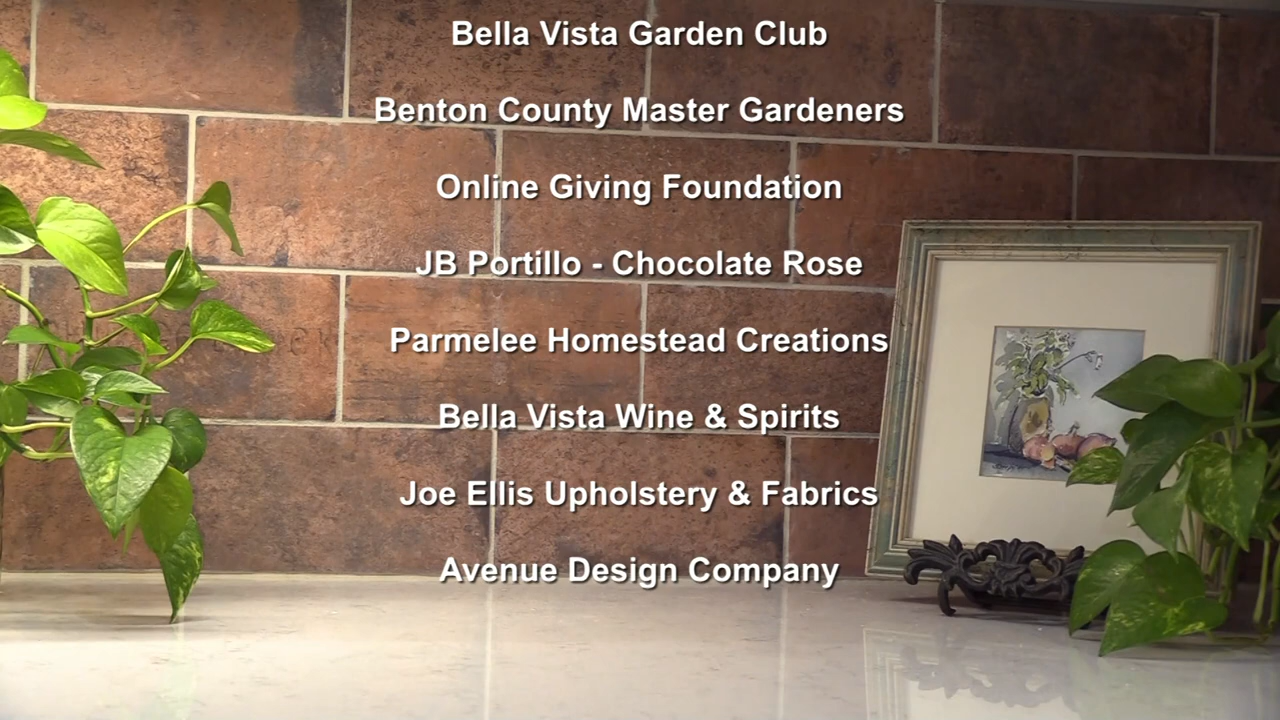 Bella Vista Garden Club
Benton County Master Gardeners
Online Giving Foundation
JB Portillo - Chocolate Rose
Parmelee Homestead Creations
Bella Vista Wine & Spirits
Joe Ellis Upholstery & Fabrics
Avenue Design Company